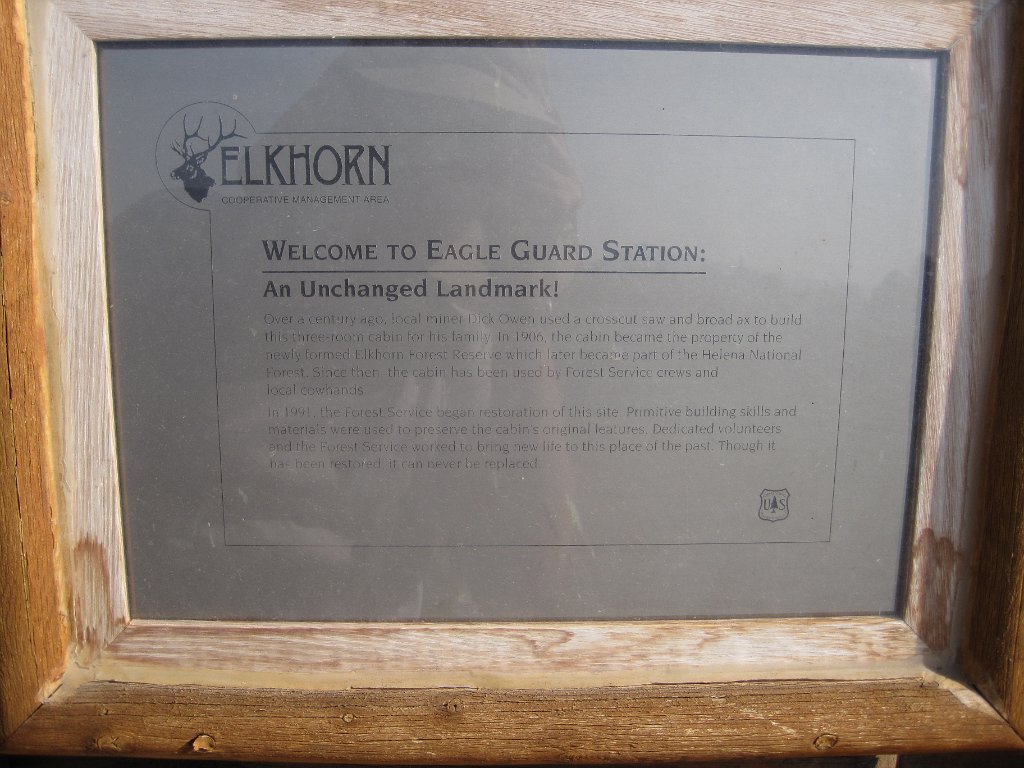 ELKHORN
COOPERATIVE MANAGEMENT AREA
WELCOME TO EAGLE GUARD STATION:
An Unchanged Landmark!
Over a century ago, local miner Dick Owen used a crosscut saw and broad ax to build
this three-room cabin for his family. In 1906, the cabin became the property of the
newly formed Elkhorn Forest Reserve which later became part of the Helena National
Forest. Since then, the cabin has been used by Forest Service crews and
local cowhands.
In 1991, the Forest Service began restoration of this site. Primitive building skills and
materials were used to preserve the cabin's original features. Dedicated volunteers
and the Forest Service worked to bring new life to this place of the past. Though it
has been restored, it can never be replaced.
U S